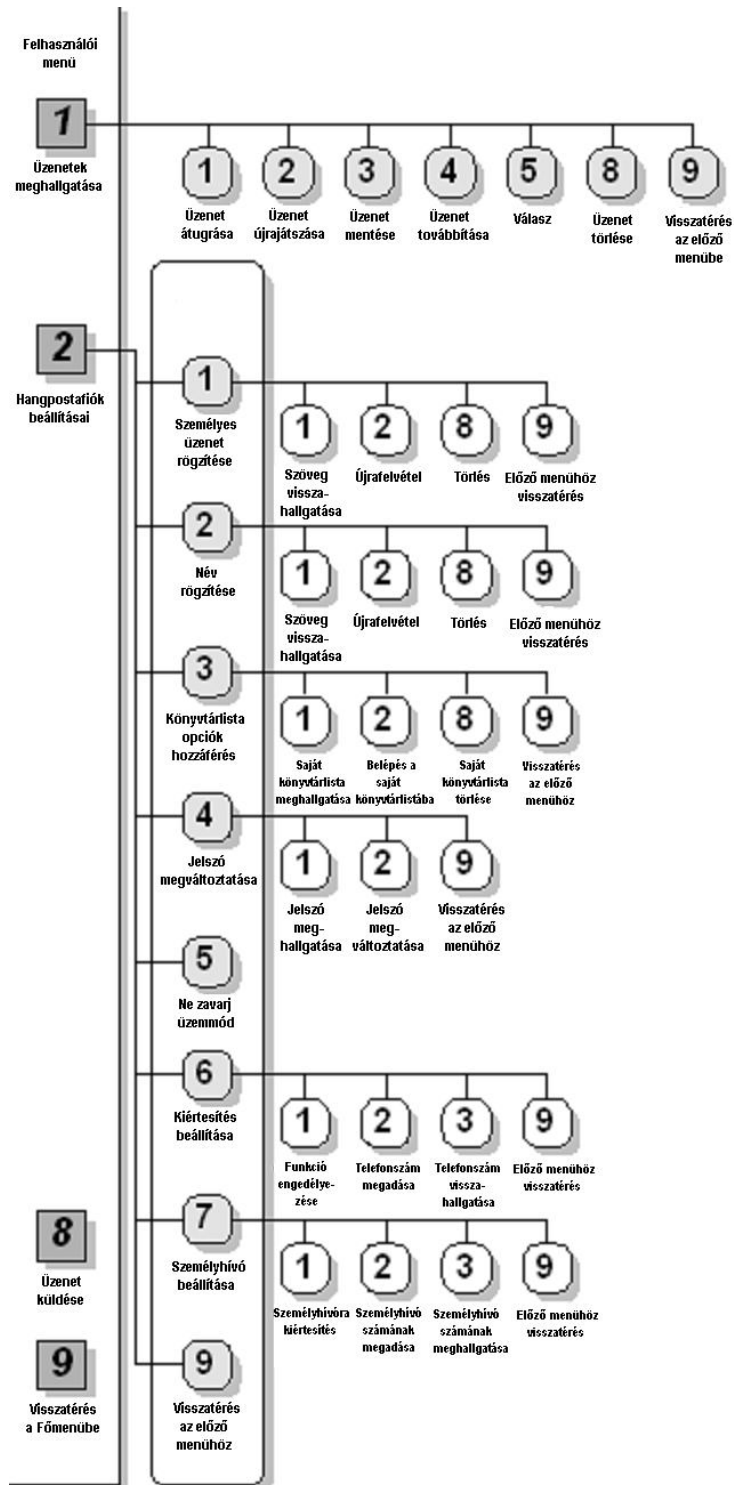 Felhasználói
menü
1
Üzenetek
meghallgatása
1
Üzenet
átugrása
2
Üzenet
újrajátszása
3
Üzenet
mentése
4
Üzenet
továbbítása
5
Válasz
8
Üzenet
törlése
9
Visszatérés
az előző
menübe
2
Hangpostafiók
beállításai
1
Személyes
üzenet
rögzítése
1
Szöveg
vissza-
hallgatása
2
Újrafelvétel
8
Törlés
9
Előző menühöz
visszatérés
2
Név
rögzítése
1
Szöveg
vissza-
hallgatása
2
Újrafelvétel
8
Törlés
9
Előző menühöz
visszatérés
3
Könyvtárlista
opciók
hozzáférés
1
Saját
könyvtárlista
meghallgatása
2
Belépés a
saját
könyvtárlistába
8
Saját
könyvtárlista
törlése
9
Visszatérés
az előző
menühöz
4
Jelszó
megváltoztatása
1
Jelszó
meg-
hallgatása
2
Jelszó
meg-
változtatása
9
Visszatérés
az előző
menühöz
5
Ne zavarj
üzemmód
6
Kiértesítés
beállítása
1
Funkció
engedélye-
zése
2
Telefonszám
megadása
3
Telefonszám
vissza-
hallgatása
9
Előző menühöz
visszatérés
7
Személyhívó
beállítása
1
Személyhívóra
kiértesítés
2
Személyhívó
számának
megadása
3
Személyhívó
számának
meghallgatása
9
Előző menühöz
visszatérés
9
Visszatérés
az előző
menühöz
8
Üzenet
küldése
9
Visszatérés
a Főmenübe